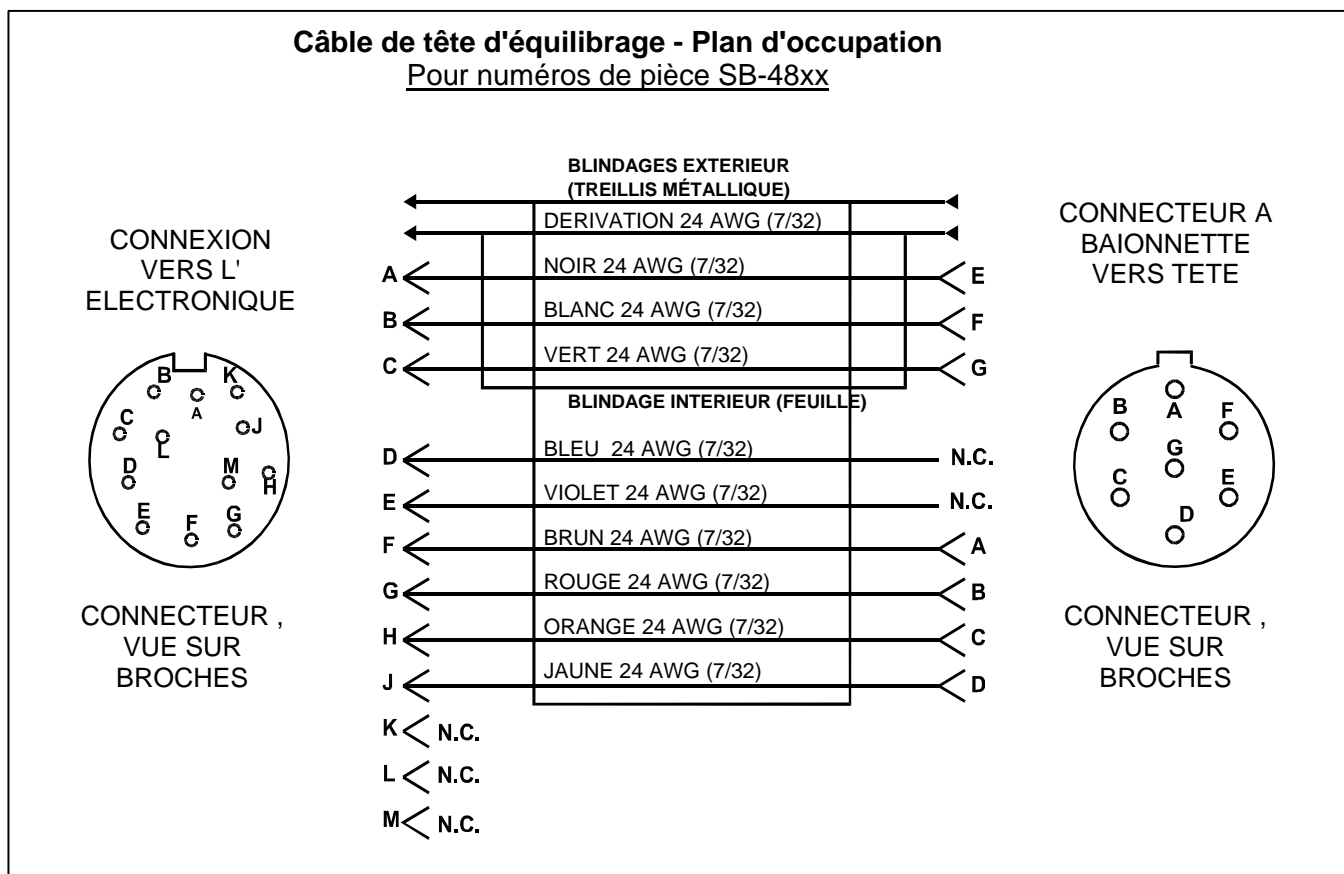 Câble de tête d'équilibrage - Plan d'occupation
Pour numéros de pièce SB-48xx
BLINDAGES EXTERIEUR
(TREILLIS MÉTALLIQUE)
DERIVATION 24 AWG (7/32)
CONNEXION
VERS L'
ELECTRONIQUE
CONNECTEUR A
BAIONNETTE
VERS TETE
A NOIR 24 AWG (7/32) E
B BLANC 24 AWG (7/32) F
C VERT 24 AWG (7/32) G
BLINDAGE INTERIEUR (FEUILLE)
D BLEU 24 AWG (7/32) N.C.
E VIOLET 24 AWG (7/32) N.C.
F BRUN 24 AWG (7/32) A
G ROUGE 24 AWG (7/32) B
H ORANGE 24 AWG (7/32) C
J JAUNE 24 AWG (7/32) D
K N.C.
L N.C.
M N.C.
B K
A
C J
L
D M H
E F G
CONNECTEUR ,
VUE SUR
BROCHES
B A F
G
C E
D
CONNECTEUR ,
VUE SUR
BROCHES